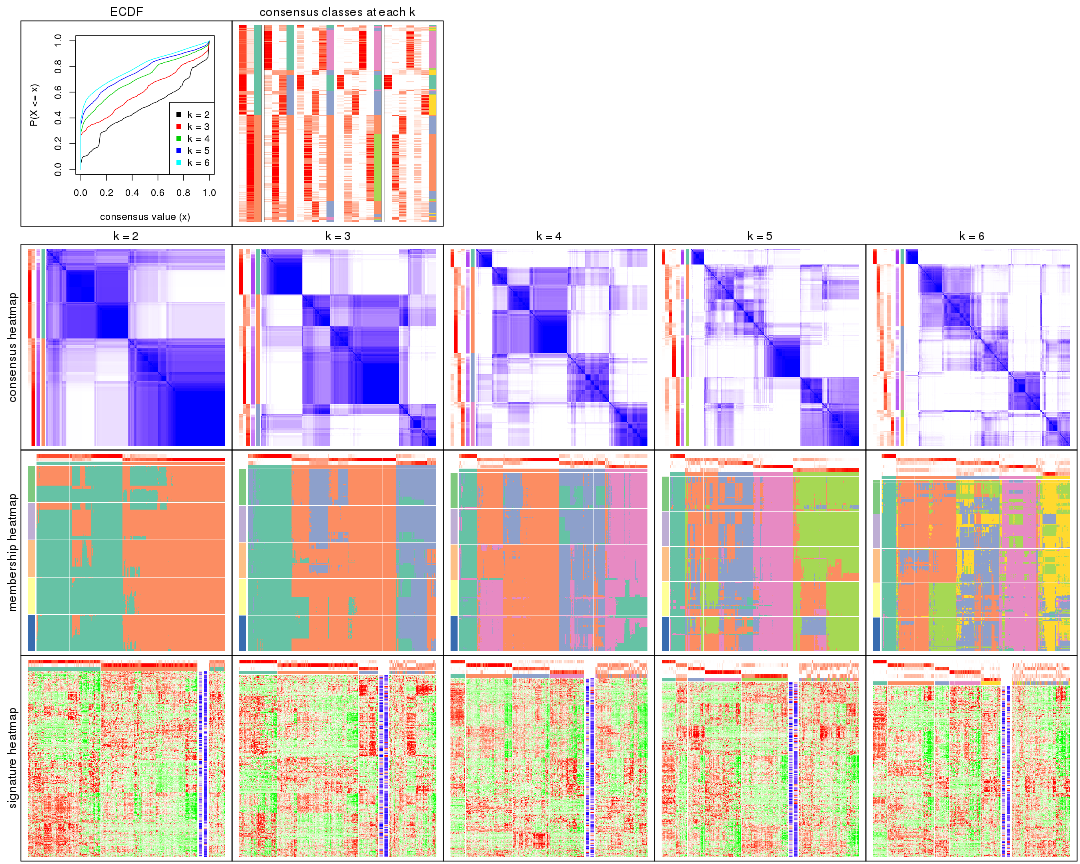 ECDF
consensus classes at each k
P(X <= x)
0.0
0.2
0.4
0.6
0.8
1.0
k = 2
k = 3
k = 4
k = 5
k = 6
0.0 0.2 0.4 0.6 0.8 1.0
consensus value (x)
k = 2
k = 3
k = 4
k = 5
k = 6
consensus heatmap
membership heatmap
signature heatmap